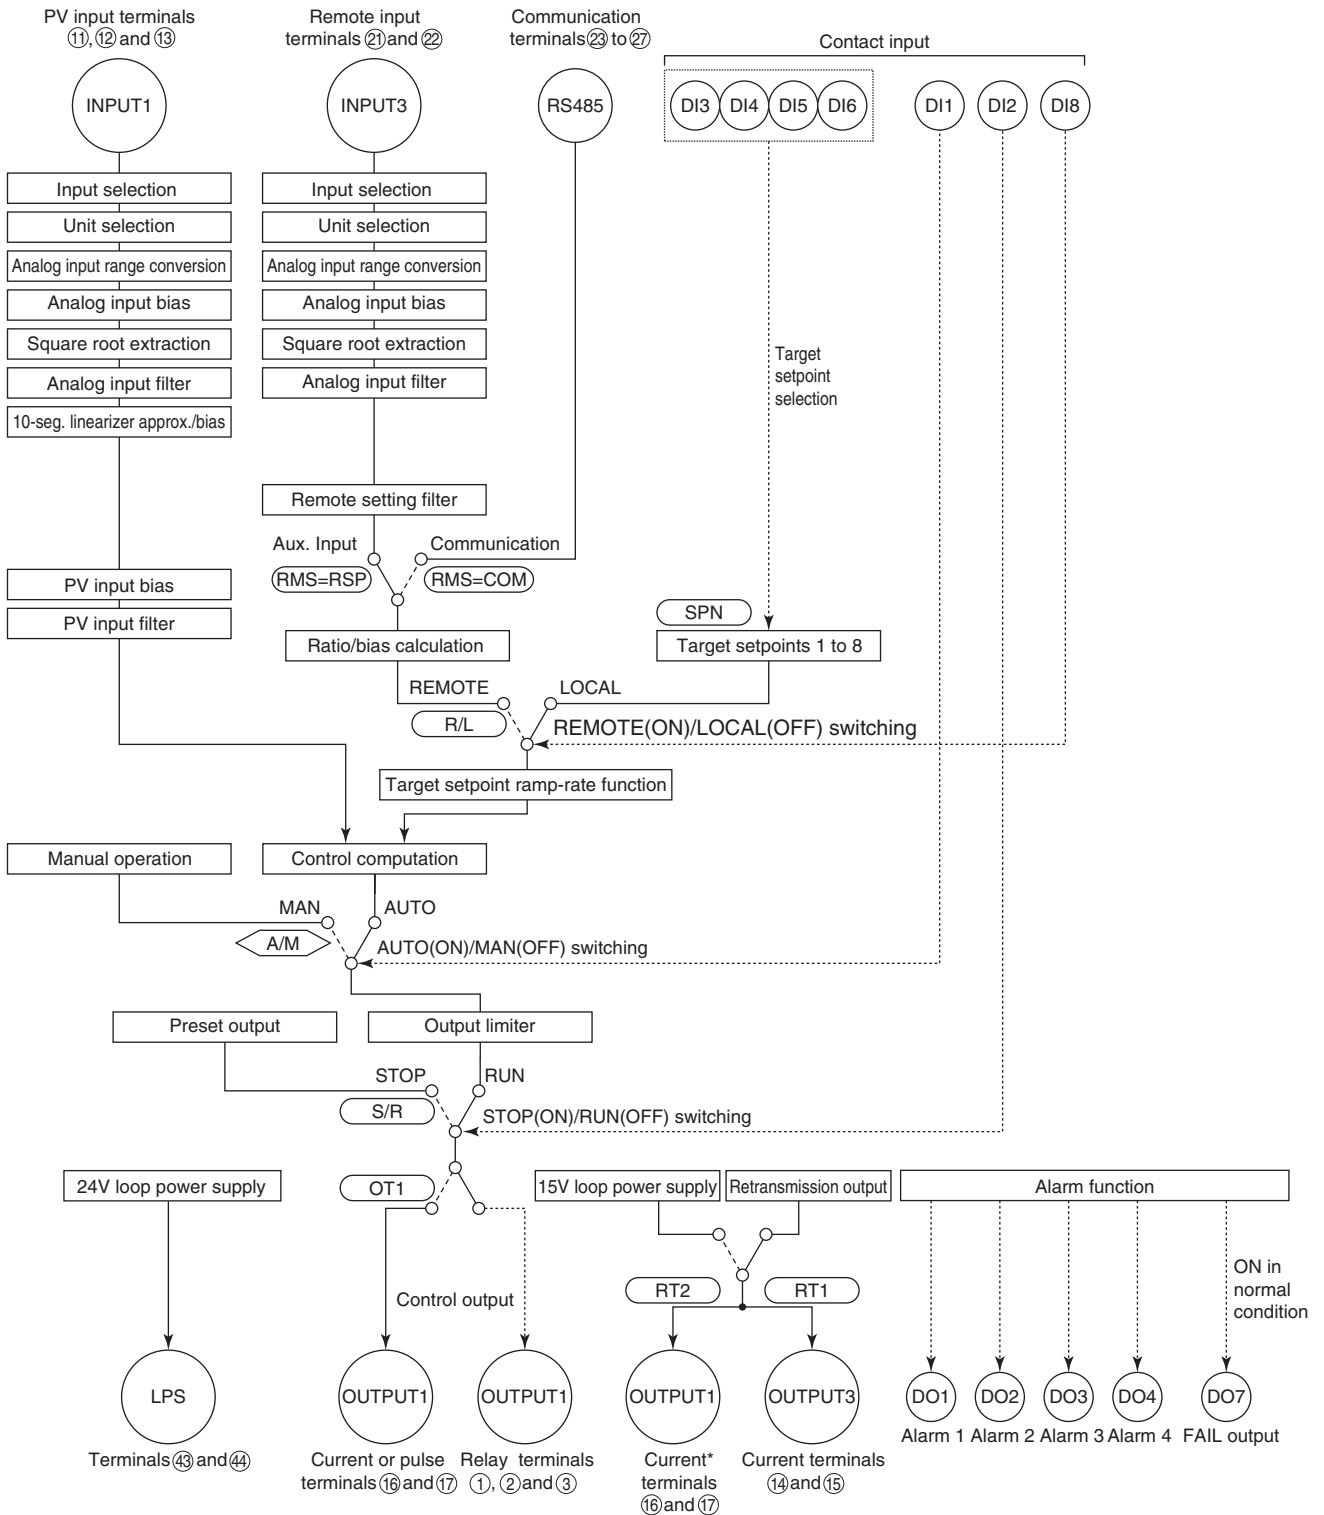 PV input terminals
⑪, ⑫ and ⑬
Remote input
terminals ㉑ and ㉒
Communication
terminals ㉓ to ㉗
Contact input
INPUT1
INPUT3
RS485
DI3
DI4
DI5
DI6
DI1
DI2
DI8
Input selection
Unit selection
Analog input range conversion
Analog input bias
Square root extraction
Analog input filter
10-seg. linearizer approx./bias
Input selection
Unit selection
Analog input range conversion
Analog input bias
Square root extraction
Analog input filter
Target
setpoint
selection
Remote setting filter
Aux. Input
Communication
RMS=RSP
RMS=COM
PV input bias
PV input filter
SPN
Ratio/bias calculation
Target setpoints 1 to 8
REMOTE
LOCAL
R/L
REMOTE(ON)/LOCAL(OFF) switching
Target setpoint ramp-rate function
Manual operation
Control computation
MAN
AUTO
A/M
AUTO(ON)/MAN(OFF) switching
Preset output
Output limiter
STOP
RUN
S/R
STOP(ON)/RUN(OFF) switching
24V loop power supply
OT1
15V loop power supply
Retransmission output
Alarm function
Control output
RT2
RT1
ON in
normal
condition
LPS
OUTPUT1
OUTPUT1
OUTPUT1
OUTPUT3
DO1
DO2
DO3
DO4
DO7
Alarm 1
Alarm 2
Alarm 3
Alarm 4
FAIL output
Terminals ㊸ and ㊹
Current or pulse
terminals ⑯ and ⑰
Relay terminals
①, ② and ③
Current*
terminals
⑯ and ⑰
Current terminals
⑭ and ⑮